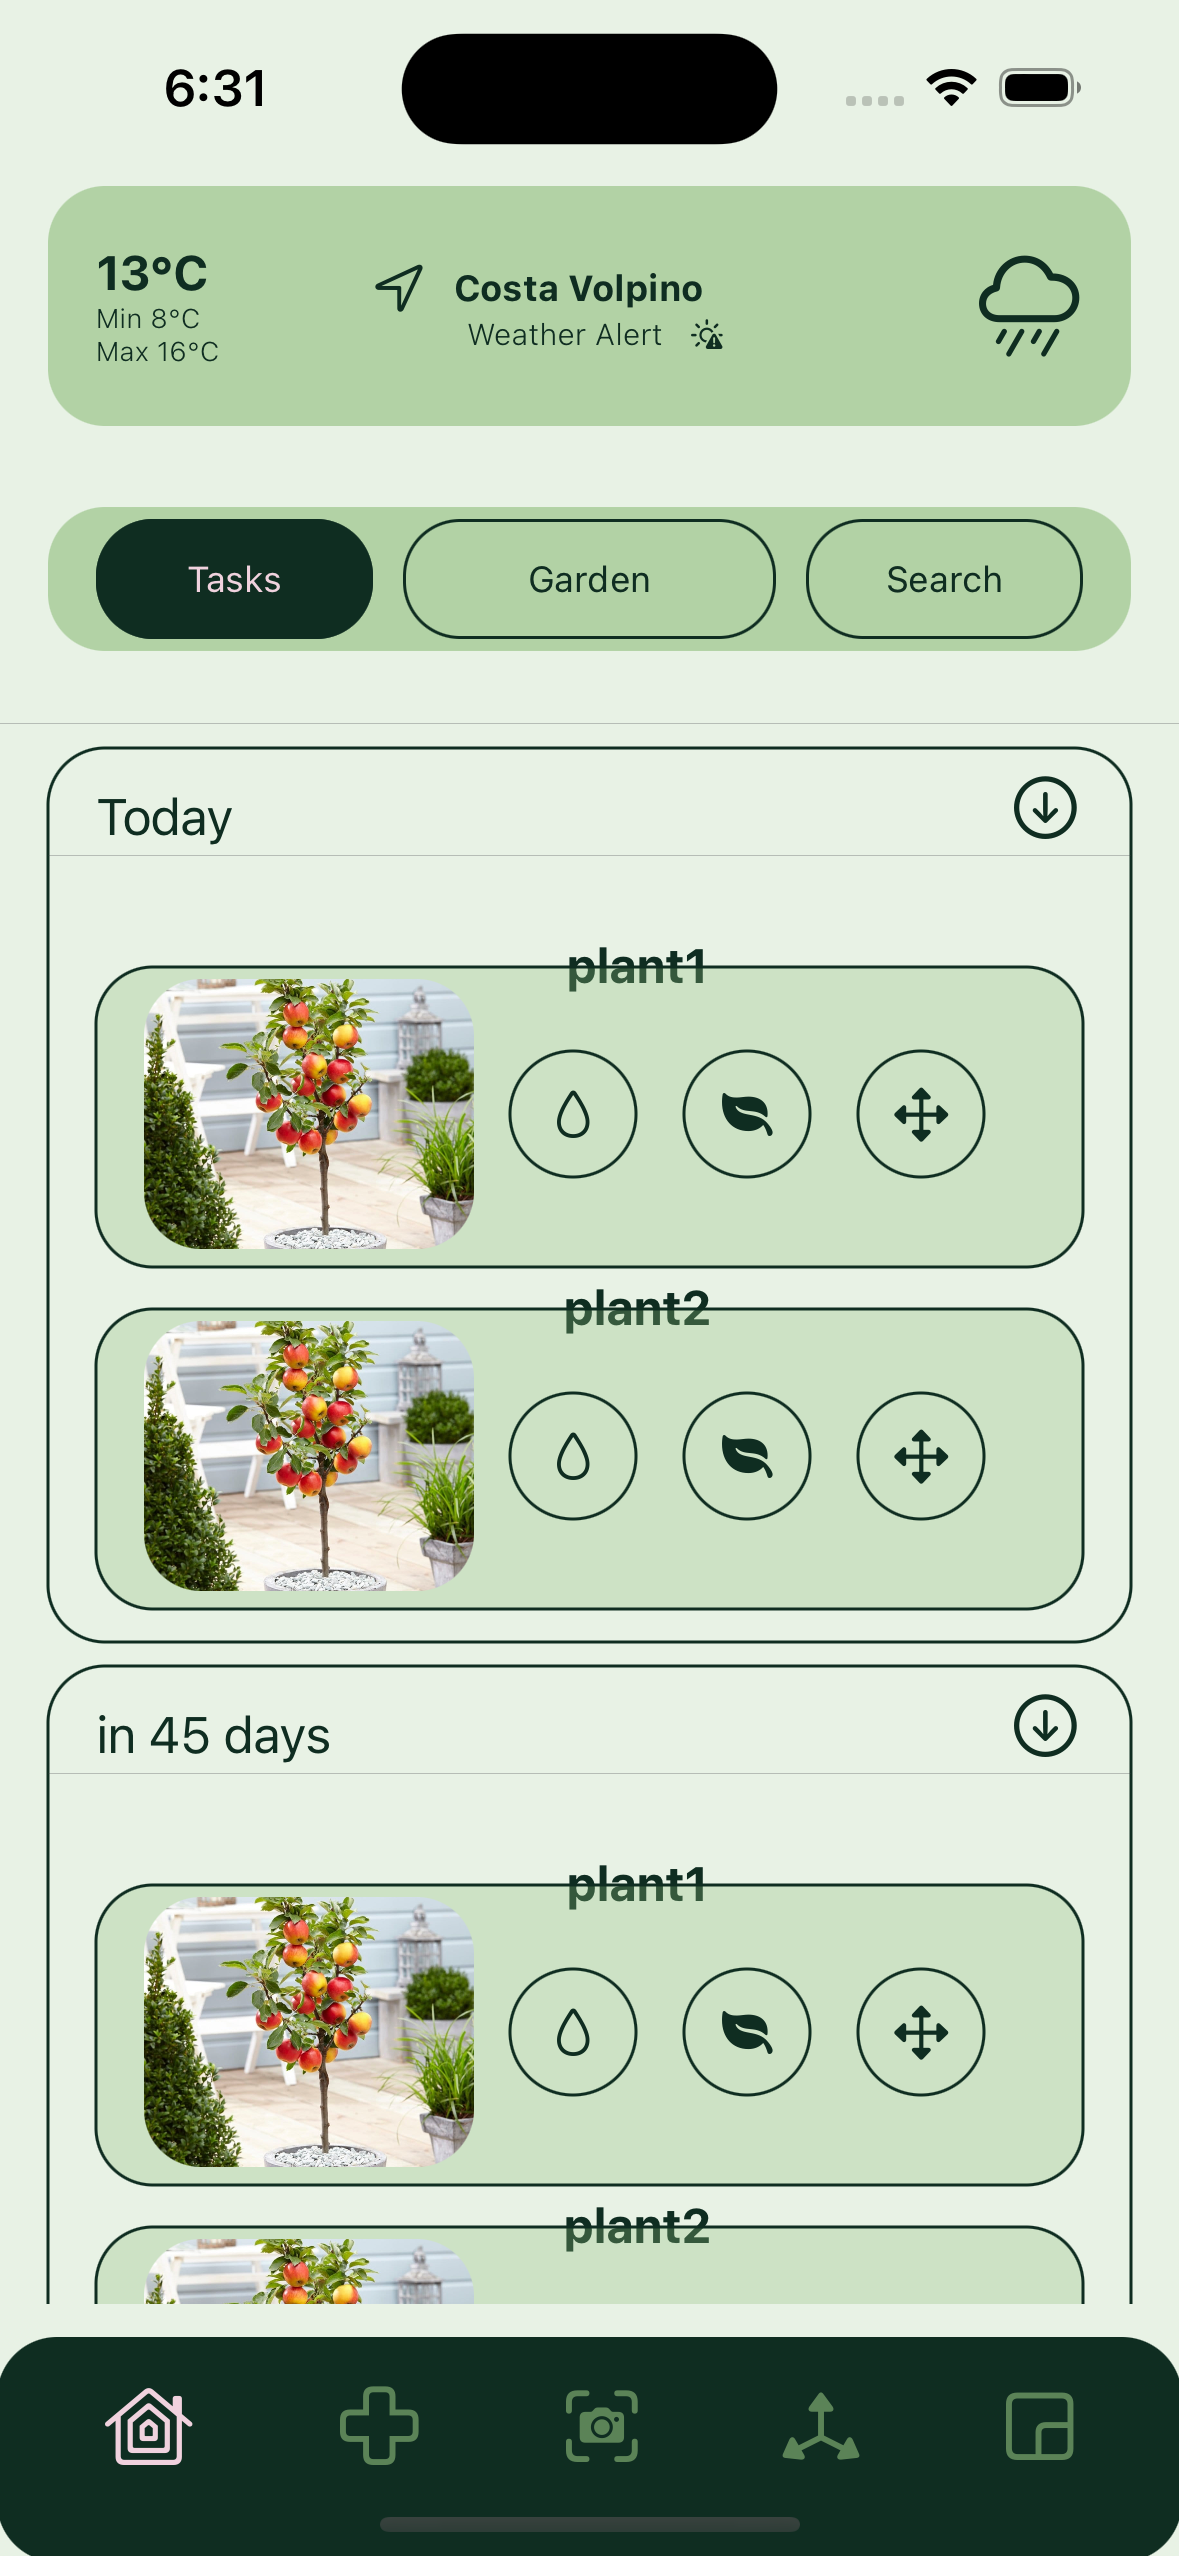 6:31
13°C
Min 8°C
Max 16°C
Costa Volpino
Weather Alert
Tasks
Garden
Search
Today
plant1
plant2
in 45 days
plant1
plant2